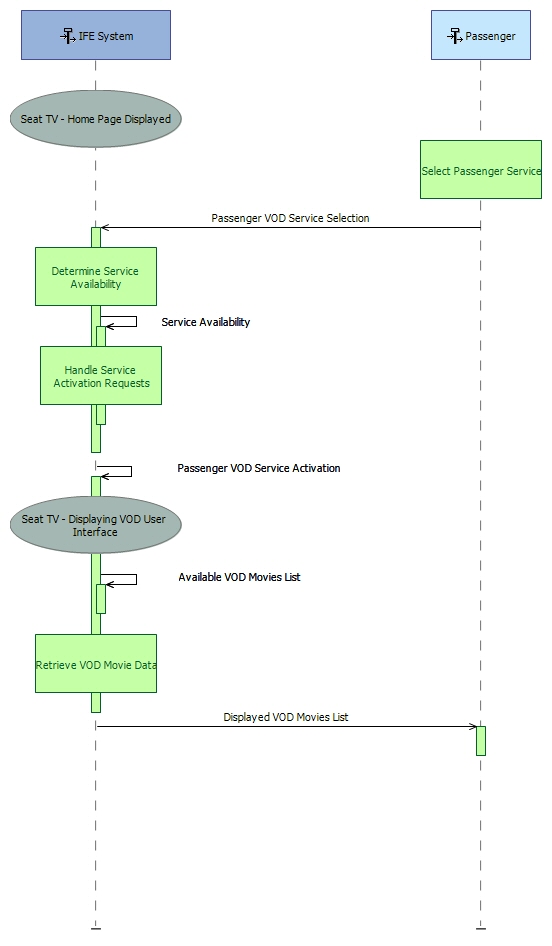 IFE System
Passenger
Seat TV - Home Page Displayed
Select Passenger Service
Passenger VOD Service Selection
Determine Service
Availability
Service Availability
Handle Service
Activation Requests
Passenger VOD Service Activation
Seat TV - Displaying VOD User
Interface
Available VOD Movies List
Retrieve VOD Movie Data
Displayed VOD Movies List